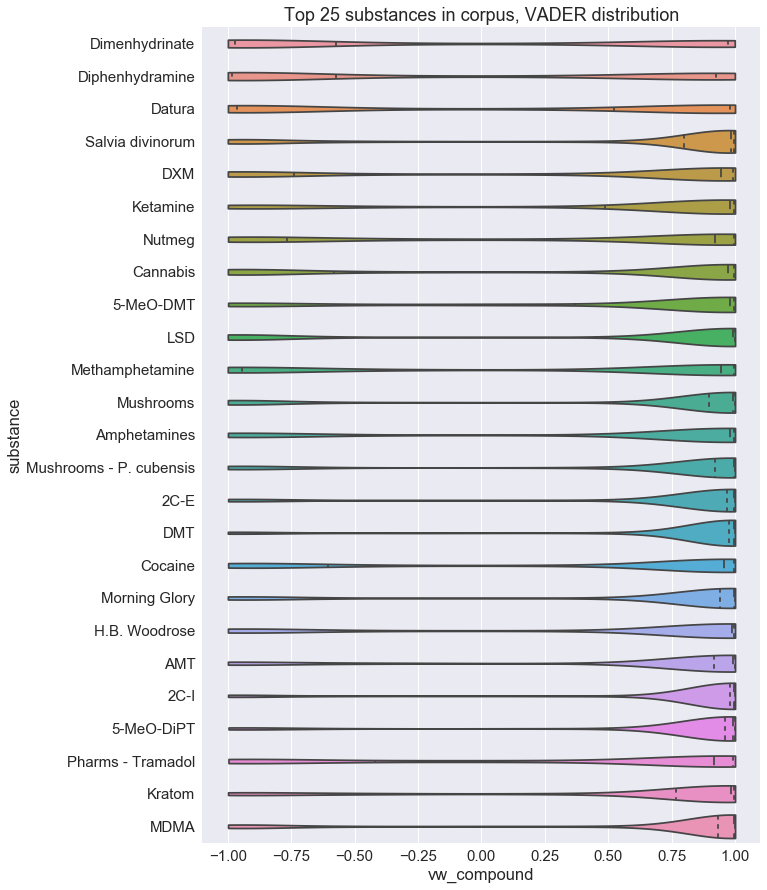 Top 25 substances in corpus, VADER distribution
Dimenhydrinate
Diphenhydramine
Datura
Salvia divinorum
DXM
Ketamine
Nutmeg
Cannabis
5-MeO-DMT
LSD
Methamphetamine
Mushrooms
Amphetamines
Mushrooms - P. cubensis
2C-E
DMT
Cocaine
Morning Glory
H.B. Woodrose
AMT
2C-I
5-MeO-DiPT
Pharms - Tramadol
Kratom
MDMA
substance
−1.00 −0.75 −0.50 −0.25 0.00 0.25 0.50 0.75 1.00
vw_compound